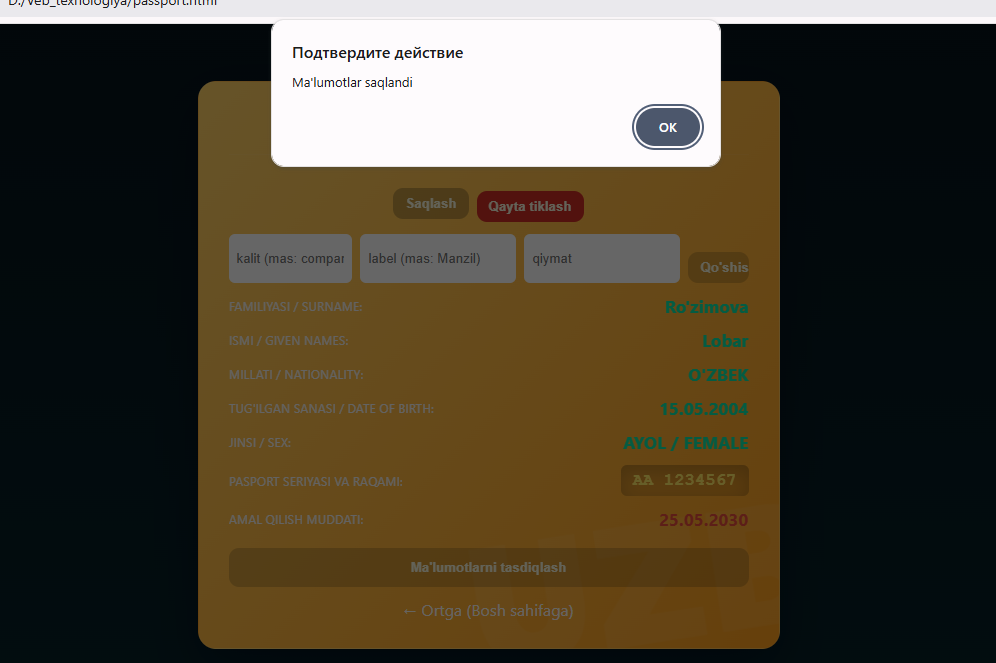 D:/Veb_texnologiya/passport.html
Подтвердите действие
Ma'lumotlar saqlandi
OK
Saqlash Qayta tiklash
kalit (mas: compar label (mas: Manzil) qiymat Qo'shis
FAMILIYASI / SURNAME: Ro'zimova
ISMI / GIVEN NAMES: Lobar
MILLATI / NATIONALITY: O'ZBEK
TUG'ILGAN SANASI / DATE OF BIRTH: 15.05.2004
JINSI / SEX: AYOL / FEMALE
PASPORT SERIYASI VA RAQAMI: AA 1234567
AMAL QILISH MUDDATI: 25.05.2030
Ma'lumotlarni tasdiqlash
← Ortga (Bosh sahifaga)
UZB